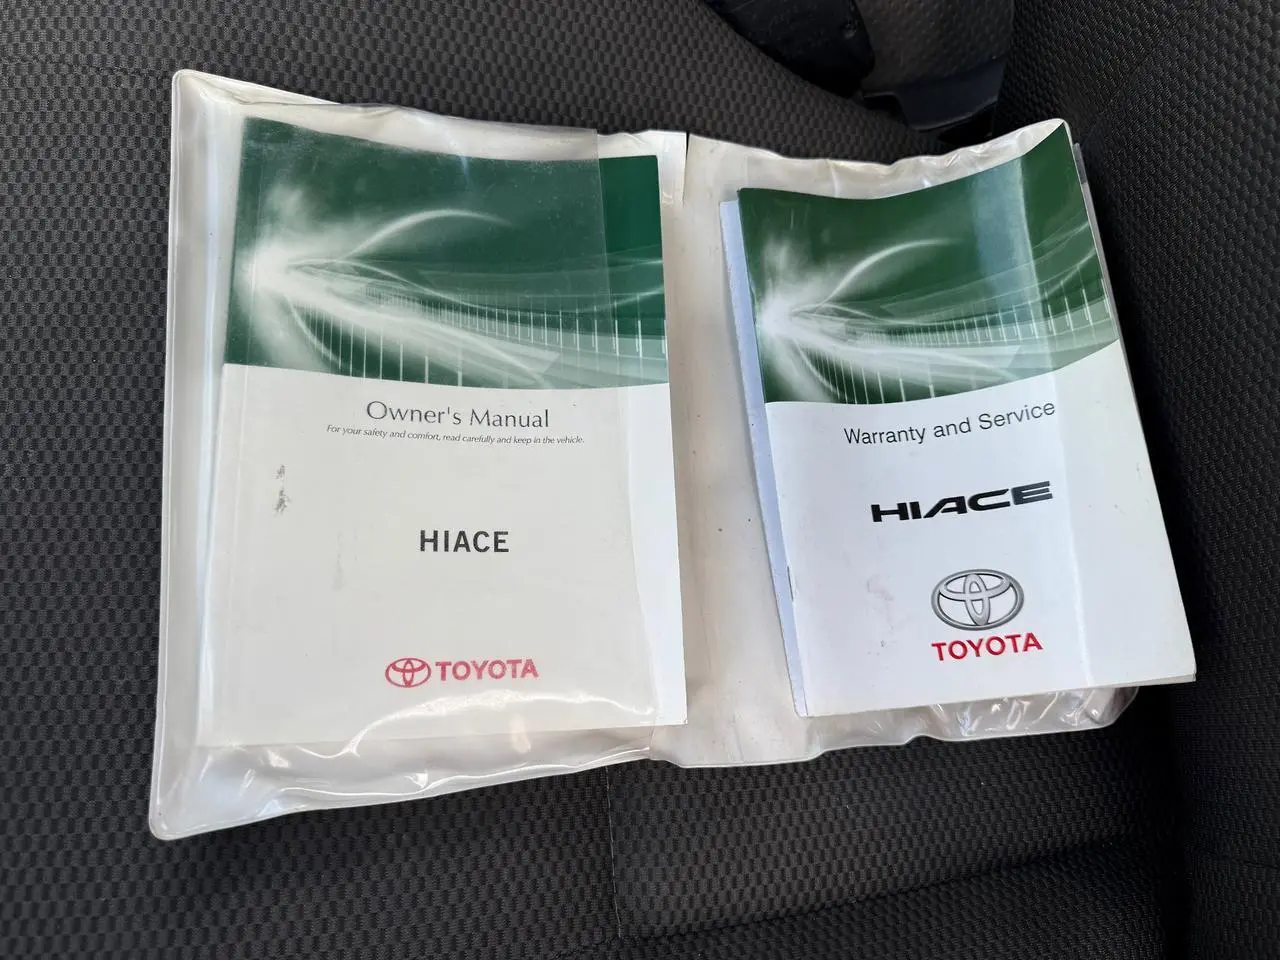 Owner's Manual
For your safety and comfort, read carefully and keep in the vehicle.
HIACE
TOYOTA
Warranty and Service
HIACE
TOYOTA